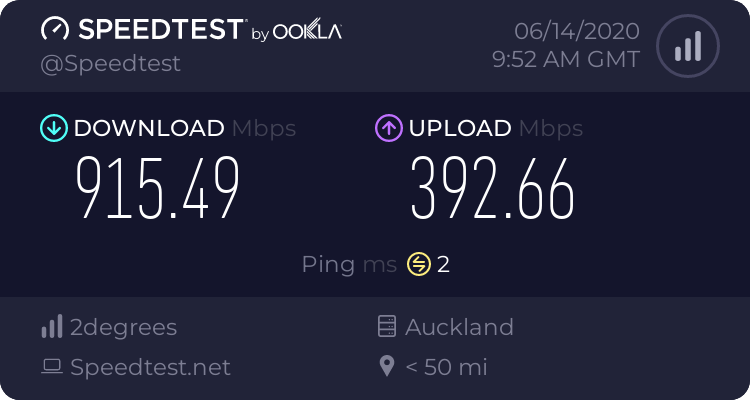 SPEEDTEST by OOKLA
@Speedtest
06/14/2020
9:52 AM GMT
DOWNLOAD Mbps
915.49
UPLOAD Mbps
392.66
Ping ms 2
2degrees
Auckland
Speedtest.net
< 50 mi